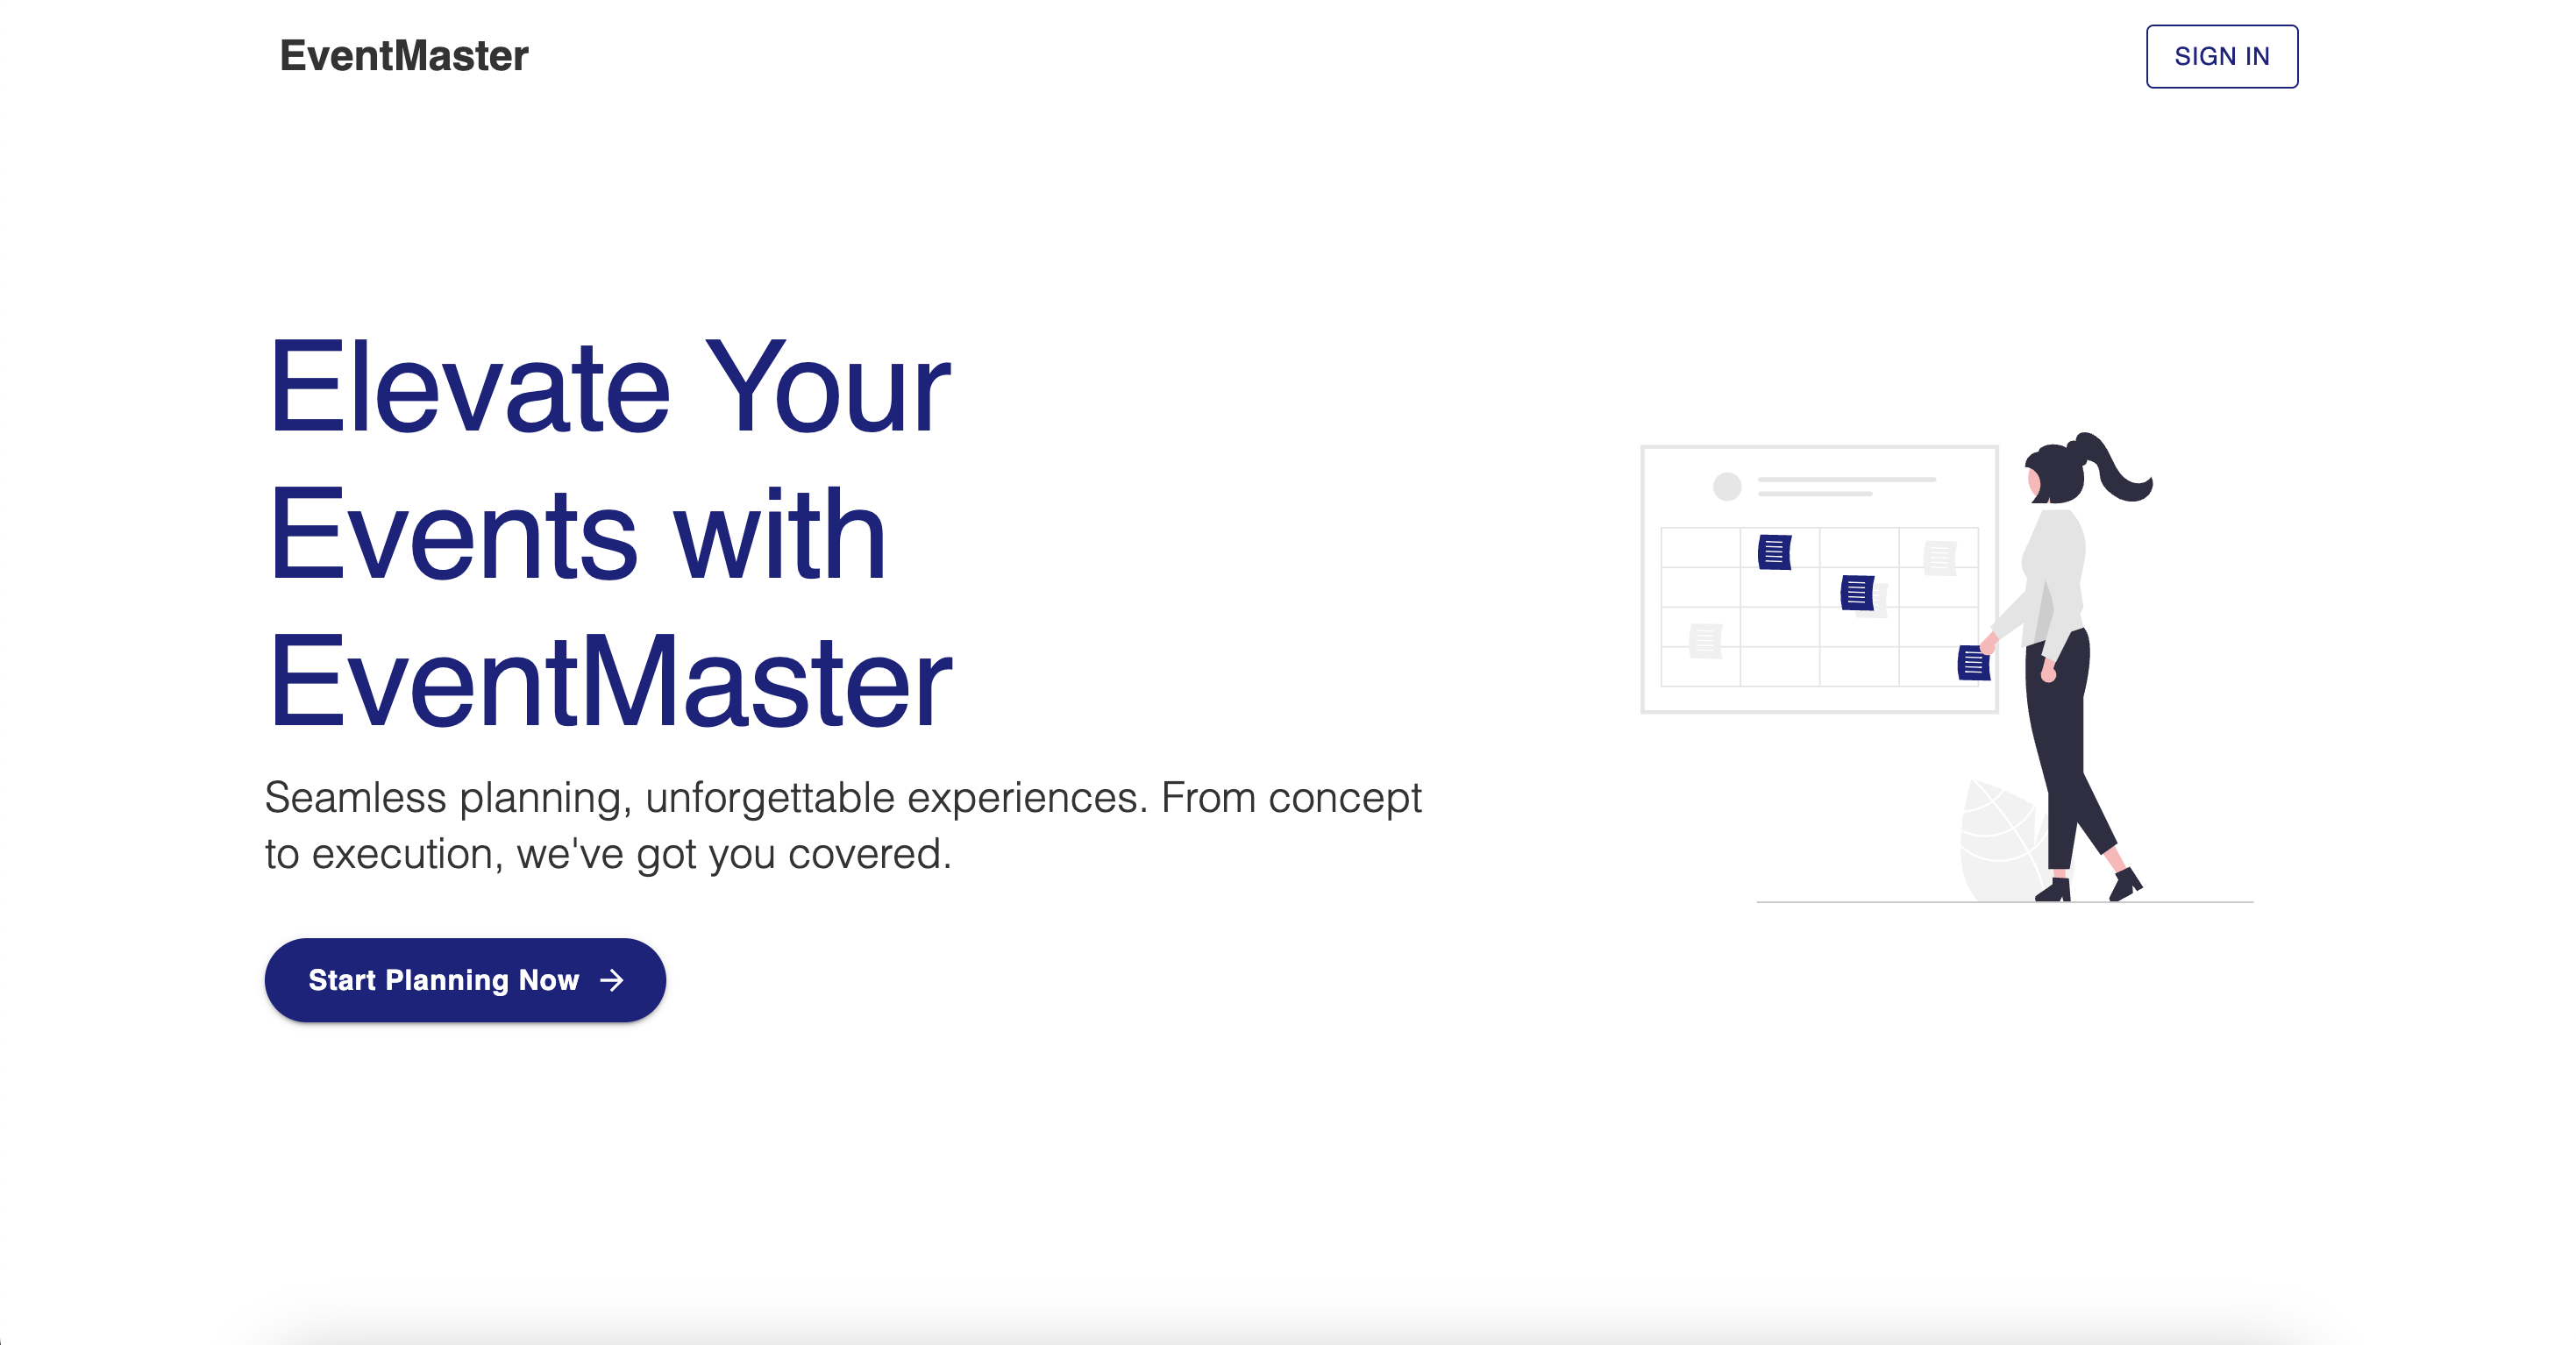 EventMaster
SIGN IN
Elevate Your
Events with
EventMaster
Seamless planning, unforgettable experiences. From concept
to execution, we've got you covered.
Start Planning Now